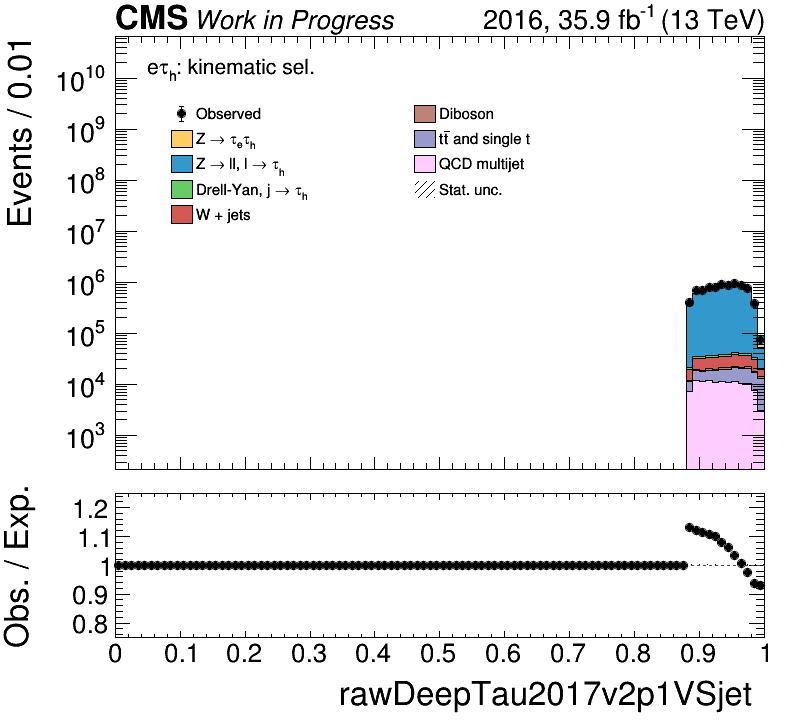 CMS Work in Progress 2016, 35.9 fb⁻¹ (13 TeV)
eτₕ: kinematic sel.
Observed
Z → τₑτₕ
Z → ll, l → τₕ
Drell-Yan, j → τₕ
W + jets
Diboson
tt̅ and single t
QCD multijet
Stat. unc.
Events / 0.01
10¹⁰
10⁹
10⁸
10⁷
10⁶
10⁵
10⁴
10³
Obs. / Exp.
1.2
1.1
1
0.9
0.8
0 0.1 0.2 0.3 0.4 0.5 0.6 0.7 0.8 0.9 1
rawDeepTau2017v2p1VSjet